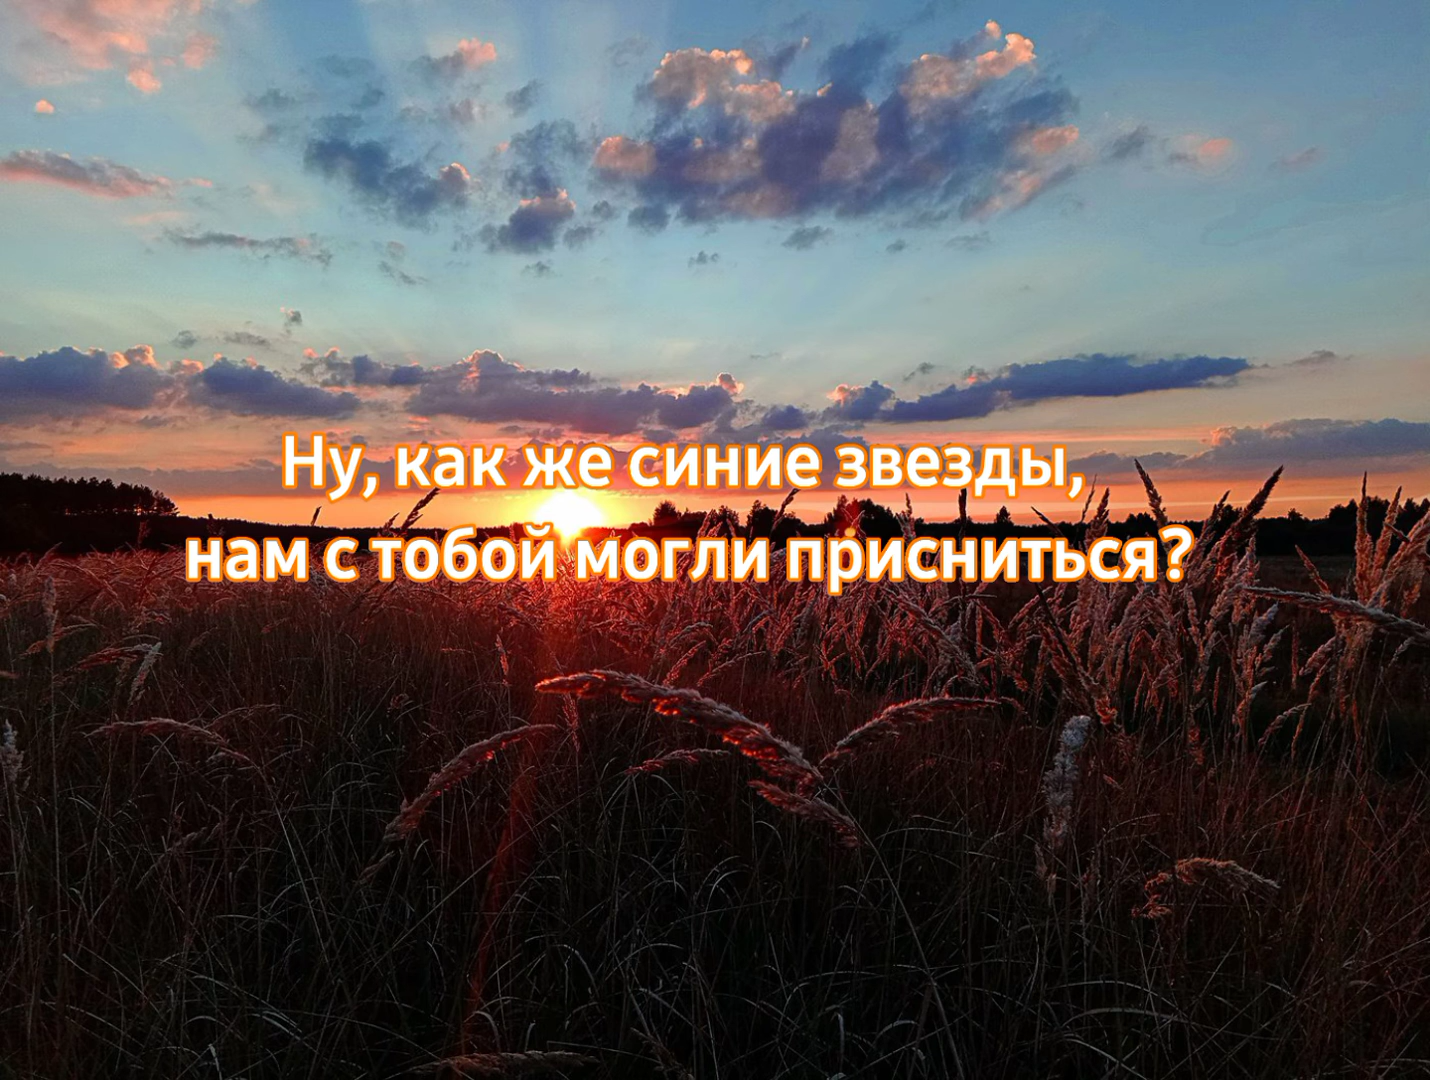 Ну, как же синие звезды,
нам с тобой могли присниться?